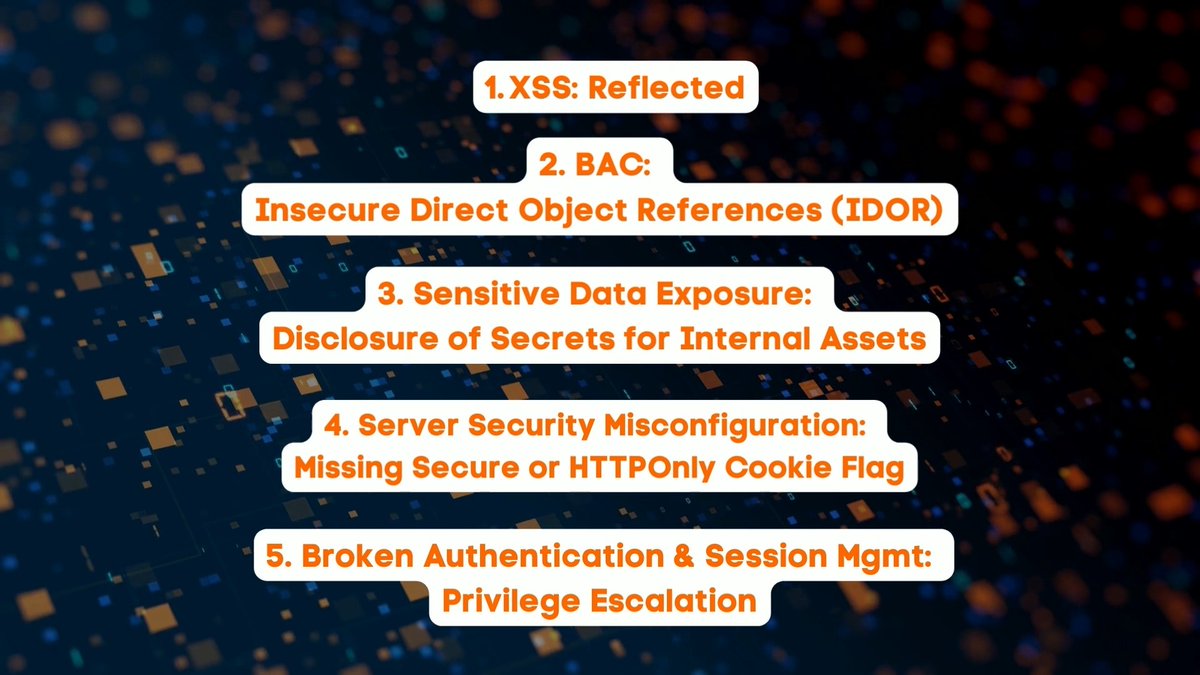 1. XSS: Reflected
2. BAC:
Insecure Direct Object References (IDOR)
3. Sensitive Data Exposure:
Disclosure of Secrets for Internal Assets
4. Server Security Misconfiguration:
Missing Secure or HTTPOnly Cookie Flag
5. Broken Authentication & Session Mgmt:
Privilege Escalation